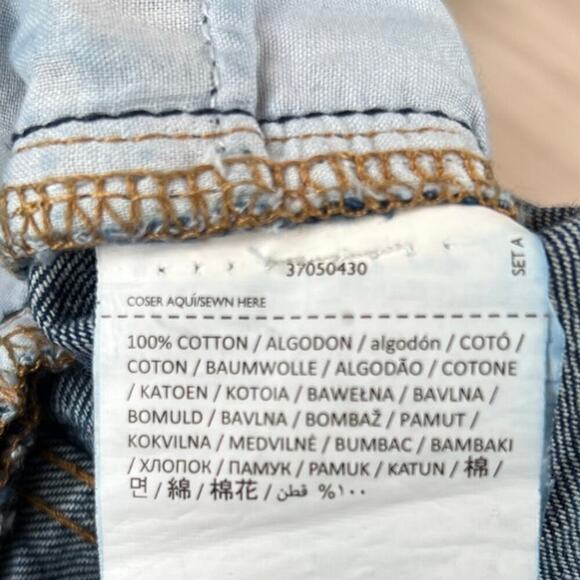 37050430
SET A
COSER AQUÍ/SEWN HERE
100% COTTON / ALGODON / algodón / COTÓ /
COTON / BAUMWOLLE / ALGODÃO / COTONE
/ KATOEN / KOTOIA / BAWEŁNA / BAVLNA /
BOMULD / BAVLNA / BOMBAŽ / PAMUT /
KOKVILNA / MEDVILNĖ / BUMBAC / BAMBAKI
/ ХЛОПОК / ПАМУК / PAMUK / KATUN / 棉 /
면 / 綿 / 棉花 / قطن / %١٠٠